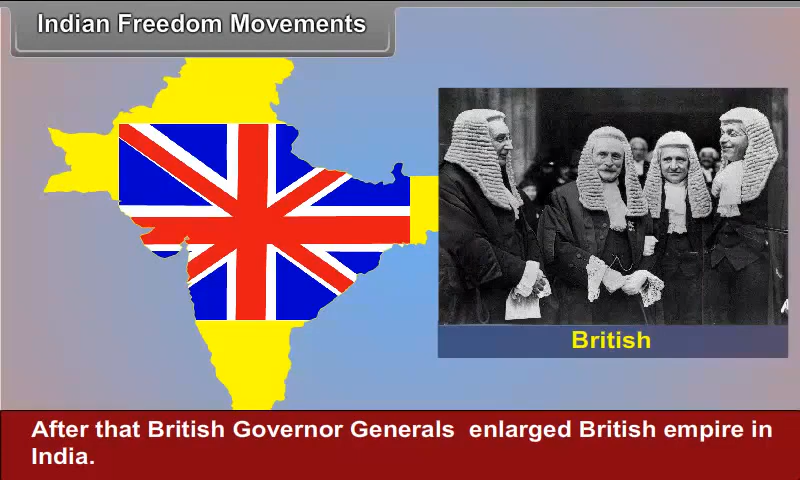 Indian Freedom Movements
British
After that British Governor Generals  enlarged British empire in
India.